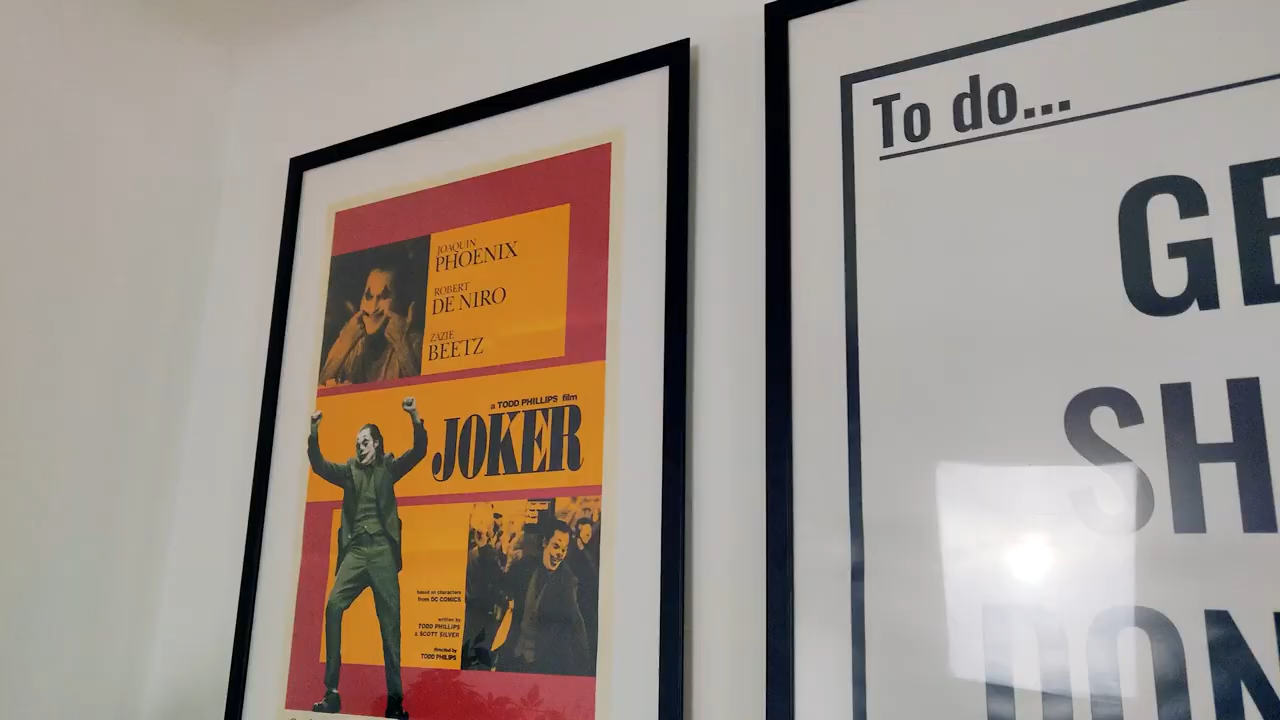 JOAQUIN
PHOENIX
ROBERT
DE NIRO
ZAZIE
BEETZ
a TODD PHILLIPS film
JOKER
based on characters
from DC COMICS
written by
TODD PHILLIPS
& SCOTT SILVER
directed by
TODD PHILIPS
To do...
GE
SH
DON